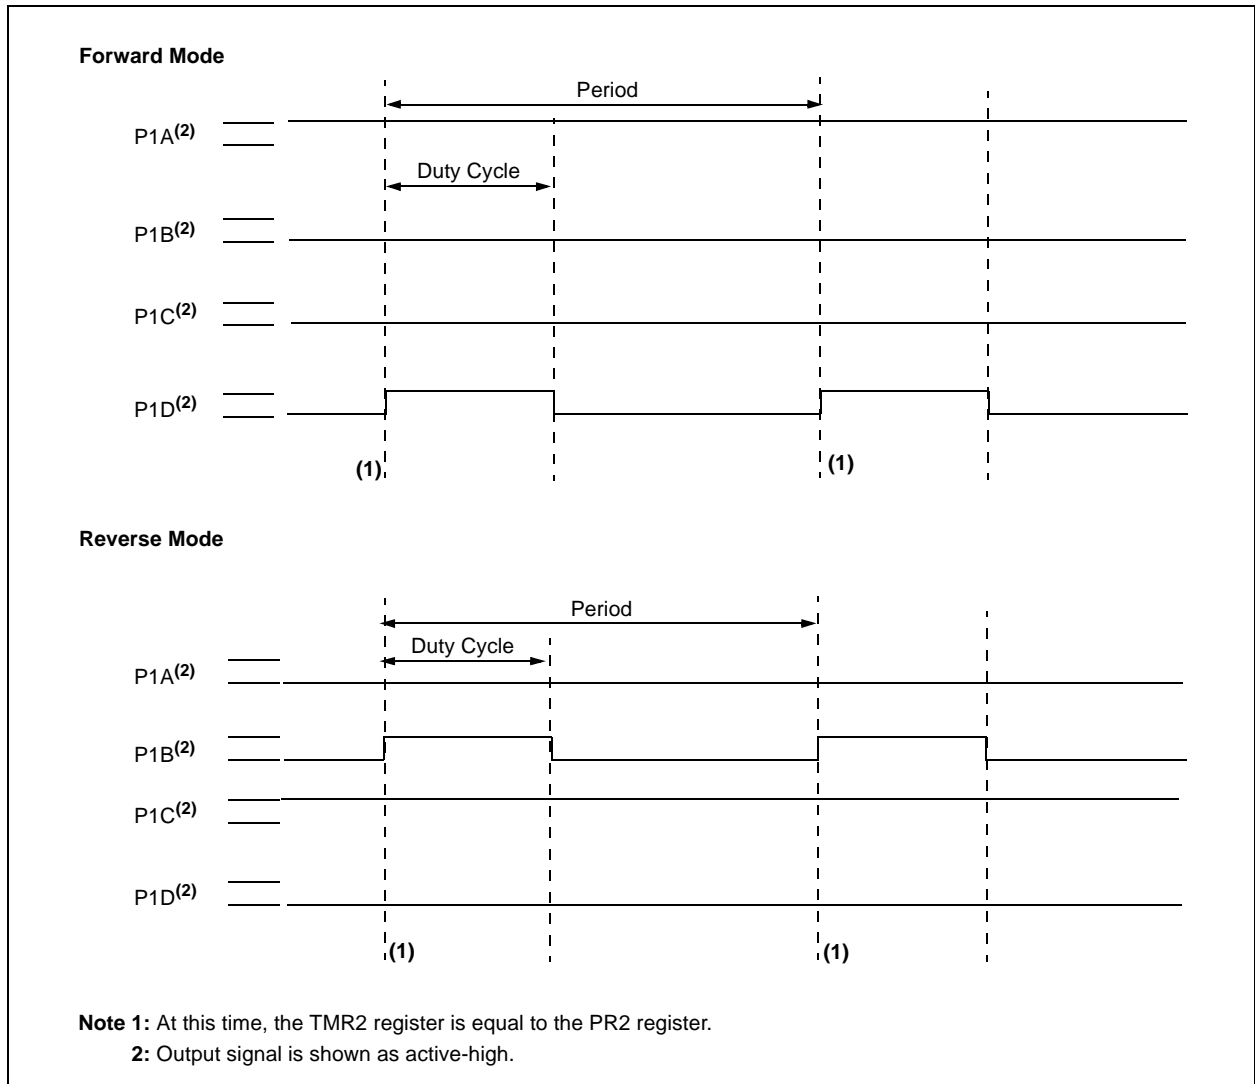 Forward Mode
Period
P1A(2)
Duty Cycle
P1B(2)
P1C(2)
P1D(2)
(1)
(1)
Reverse Mode
Period
Duty Cycle
P1A(2)
P1B(2)
P1C(2)
P1D(2)
(1)
(1)
Note 1: At this time, the TMR2 register is equal to the PR2 register.
2: Output signal is shown as active-high.